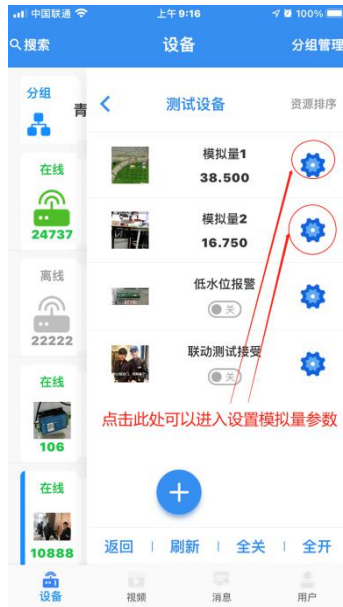 中国联通 上午9:16 100%
搜索 设备 分组管理
分组
青
测试设备 资源排序
在线
24737
模拟量1
38.500
模拟量2
16.750
离线
22222
低水位报警
关
联动测试接受
关
在线
106
点击此处可以进入设置模拟量参数
在线
10888
返回 刷新 全关 全开
设备 视频 消息 用户